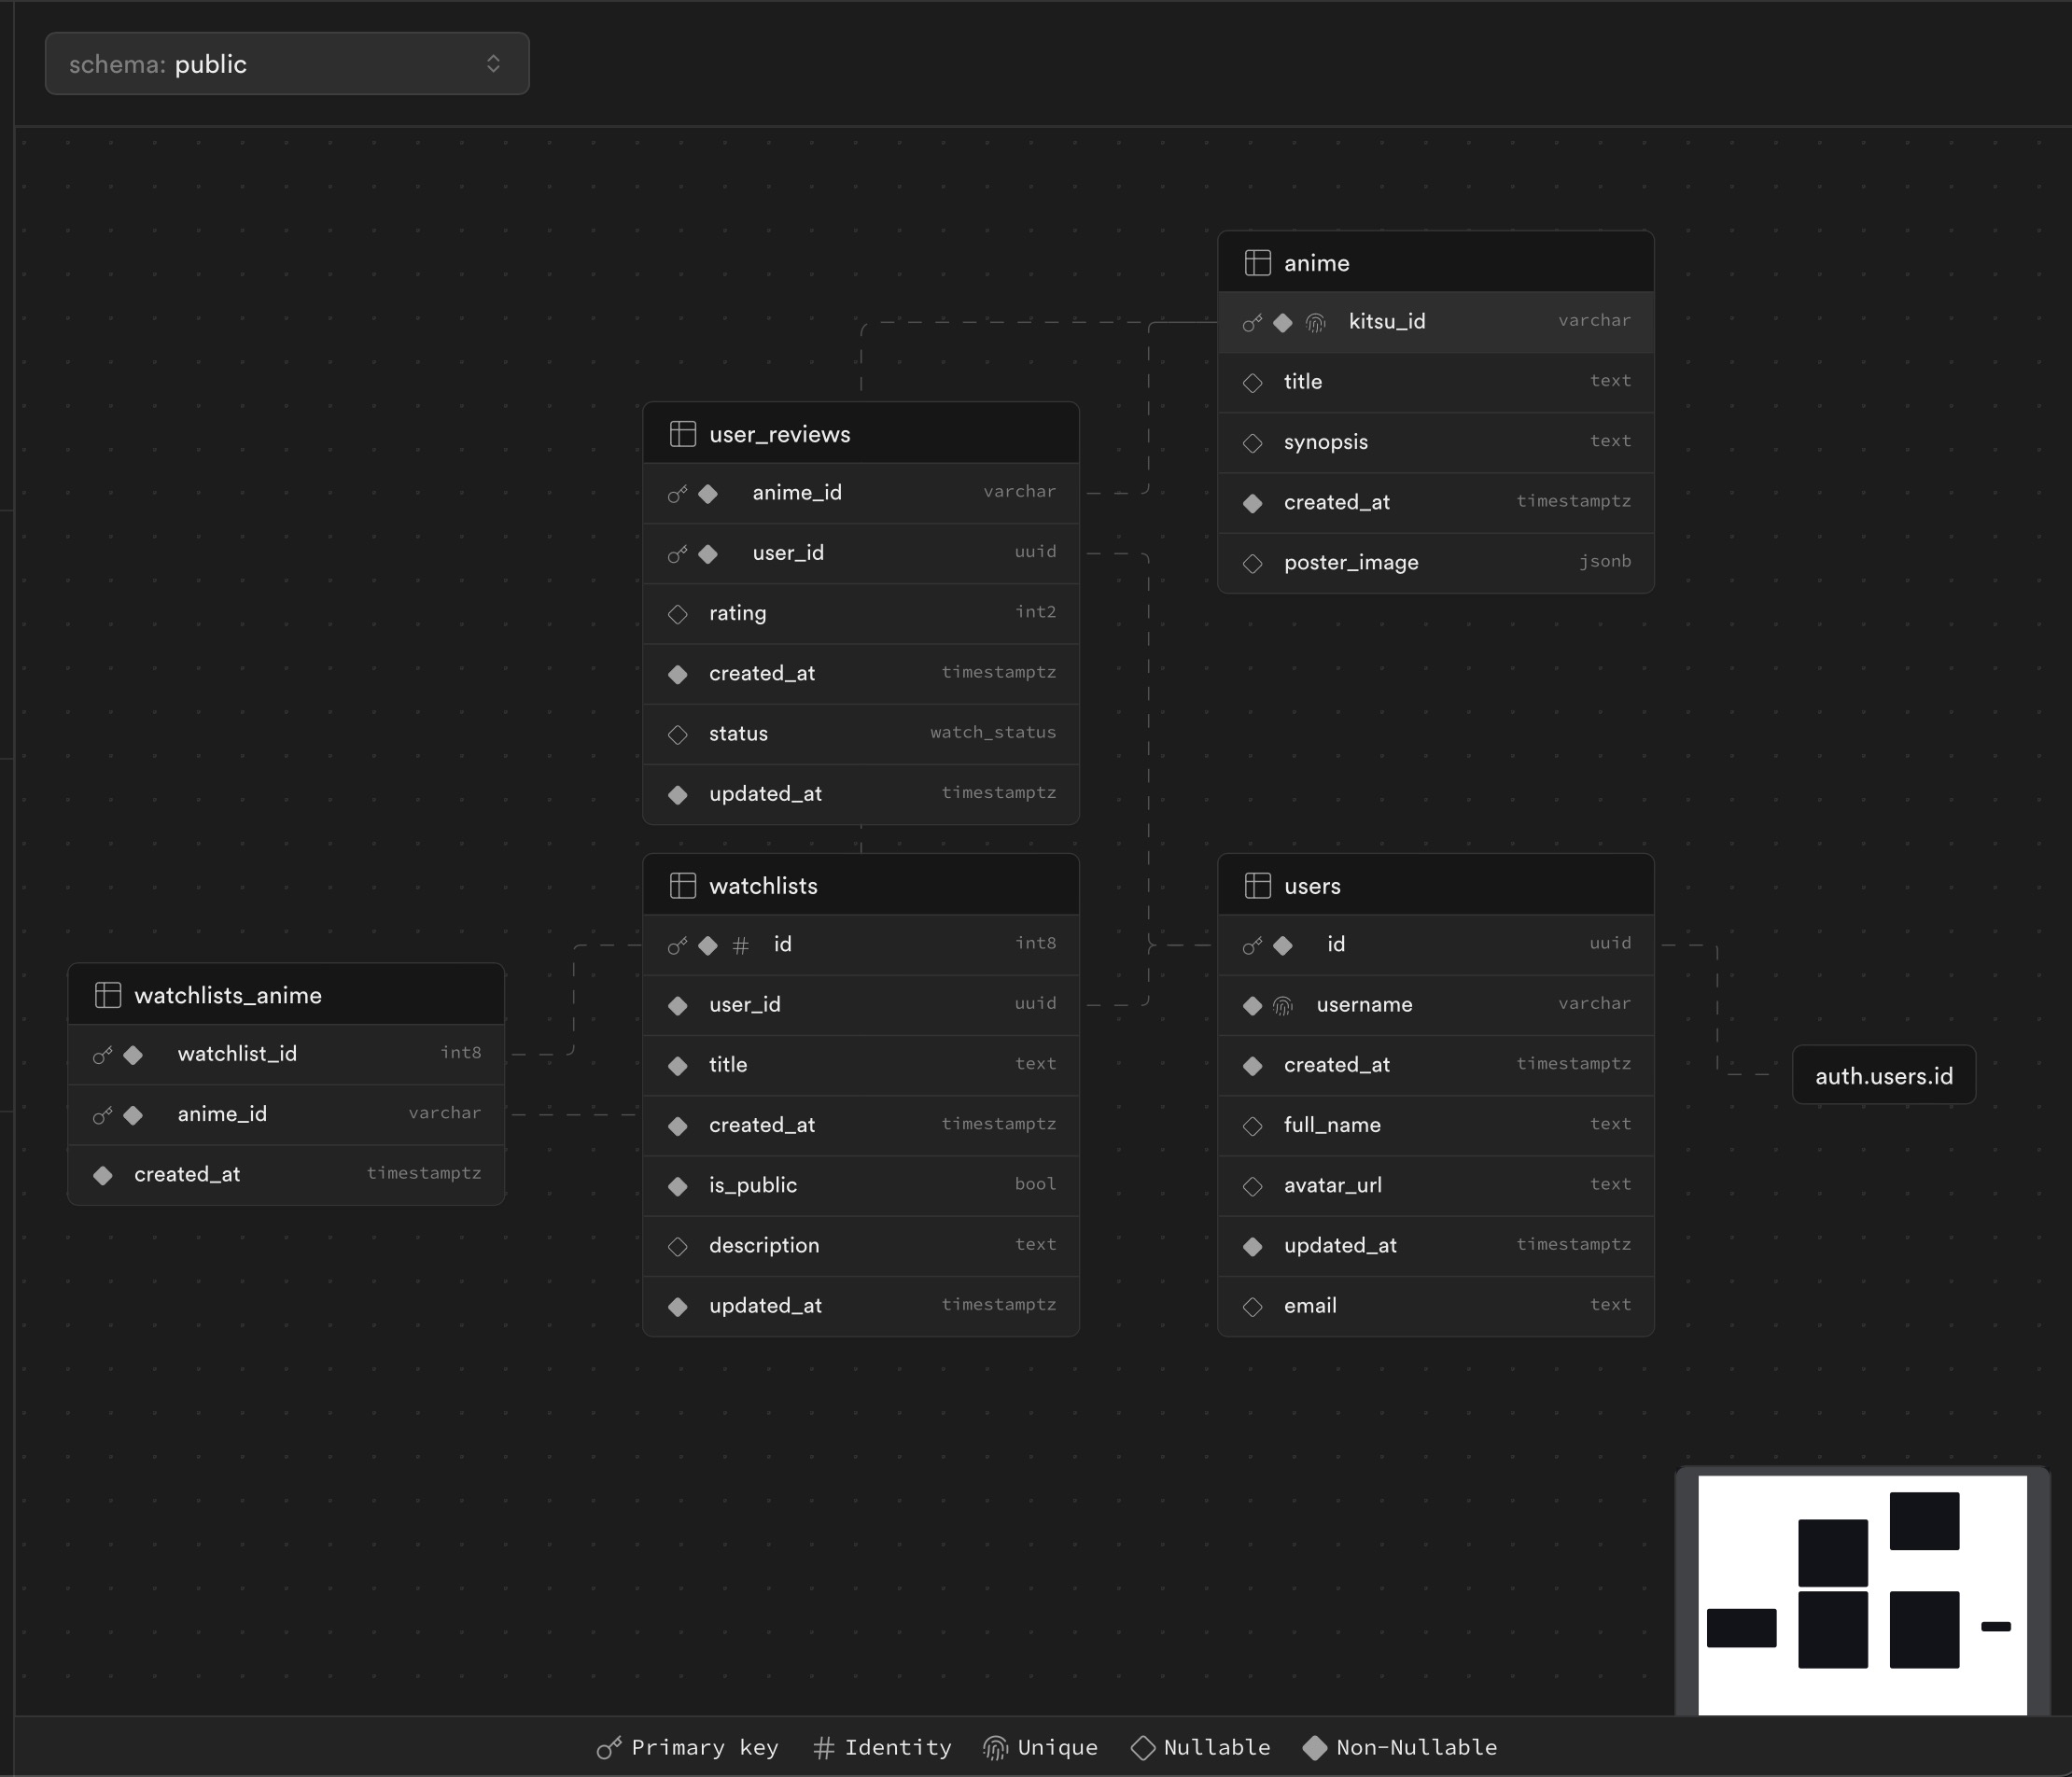 schema: public
anime
kitsu_id varchar
title text
synopsis text
created_at timestamptz
poster_image jsonb
user_reviews
anime_id varchar
user_id uuid
rating int2
created_at timestamptz
status watch_status
updated_at timestamptz
watchlists
id int8
user_id uuid
title text
created_at timestamptz
is_public bool
description text
updated_at timestamptz
users
id uuid
username varchar
created_at timestamptz
full_name text
avatar_url text
updated_at timestamptz
email text
watchlists_anime
watchlist_id int8
anime_id varchar
created_at timestamptz
auth.users.id
Primary key Identity Unique Nullable Non-Nullable